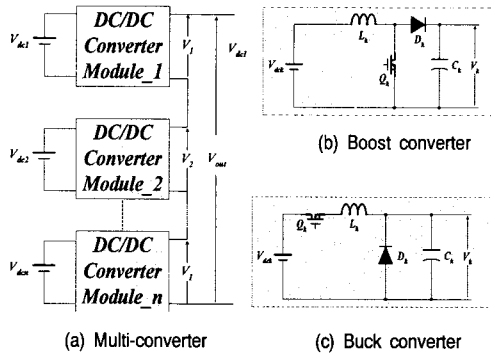 DC/DC
Converter
Module_1
V_dc1
V_1
V_dc1
DC/DC
Converter
Module_2
V_dc2
V_2
V_out
DC/DC
Converter
Module_n
V_dcn
V_1
(a) Multi-converter
L_k
D_k
V_dck
Q_k
C_k
V_k
(b) Boost converter
Q_k
L_k
V_dck
D_k
C_k
V_k
(c) Buck converter